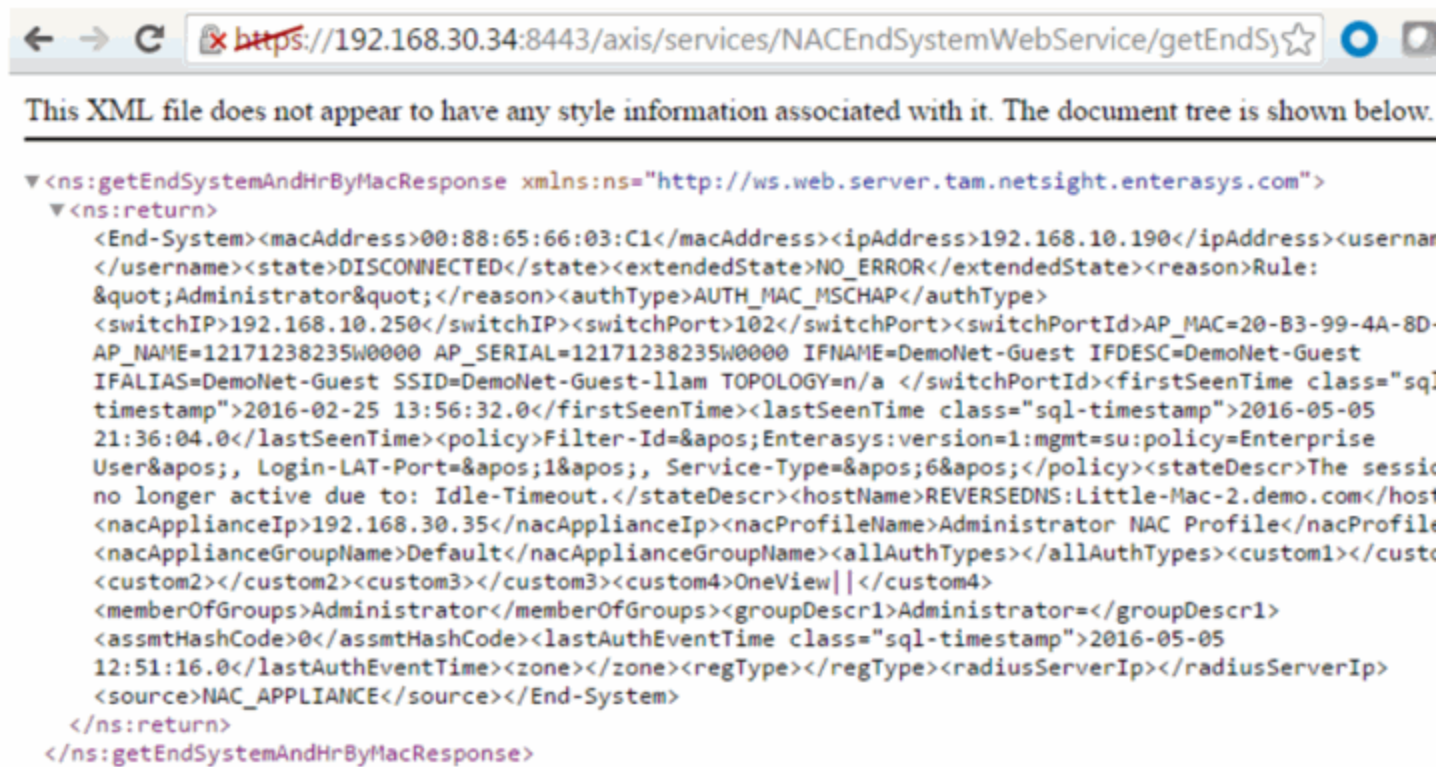 https://192.168.30.34:8443/axis/services/NACEndSystemWebService/getEndSy
This XML file does not appear to have any style information associated with it. The document tree is shown below.
▼<ns:getEndSystemAndHrByMacResponse xmlns:ns="http://ws.web.server.tam.netsight.enterasys.com">
▼<ns:return>
<End-System><macAddress>00:88:65:66:03:C1</macAddress><ipAddress>192.168.10.190</ipAddress><usernam
</username><state>DISCONNECTED</state><extendedState>NO_ERROR</extendedState><reason>Rule:
&quot;Administrator&quot;</reason><authType>AUTH_MAC_MSCHAP</authType>
<switchIP>192.168.10.250</switchIP><switchPort>102</switchPort><switchPortId>AP_MAC=20-B3-99-4A-8D-
AP_NAME=12171238235W0000 AP_SERIAL=12171238235W0000 IFNAME=DemoNet-Guest IFDESC=DemoNet-Guest
IFALIAS=DemoNet-Guest SSID=DemoNet-Guest-llam TOPOLOGY=n/a </switchPortId><firstSeenTime class="sql
timestamp">2016-02-25 13:56:32.0</firstSeenTime><lastSeenTime class="sql-timestamp">2016-05-05
21:36:04.0</lastSeenTime><policy>Filter-Id=&apos;Enterasys:version=1:mgmt=su:policy=Enterprise
User&apos;, Login-LAT-Port=&apos;1&apos;, Service-Type=&apos;6&apos;</policy><stateDescr>The sessio
no longer active due to: Idle-Timeout.</stateDescr><hostName>REVERSEDNS:Little-Mac-2.demo.com</host
<nacApplianceIp>192.168.30.35</nacApplianceIp><nacProfileName>Administrator NAC Profile</nacProfile
<nacApplianceGroupName>Default</nacApplianceGroupName><allAuthTypes></allAuthTypes><custom1></custo
<custom2></custom2><custom3></custom3><custom4>OneView||</custom4>
<memberOfGroups>Administrator</memberOfGroups><groupDescr1>Administrator=</groupDescr1>
<assmtHashCode>0</assmtHashCode><lastAuthEventTime class="sql-timestamp">2016-05-05
12:51:16.0</lastAuthEventTime><zone></zone><regType></regType><radiusServerIp></radiusServerIp>
<source>NAC_APPLIANCE</source></End-System>
</ns:return>
</ns:getEndSystemAndHrByMacResponse>